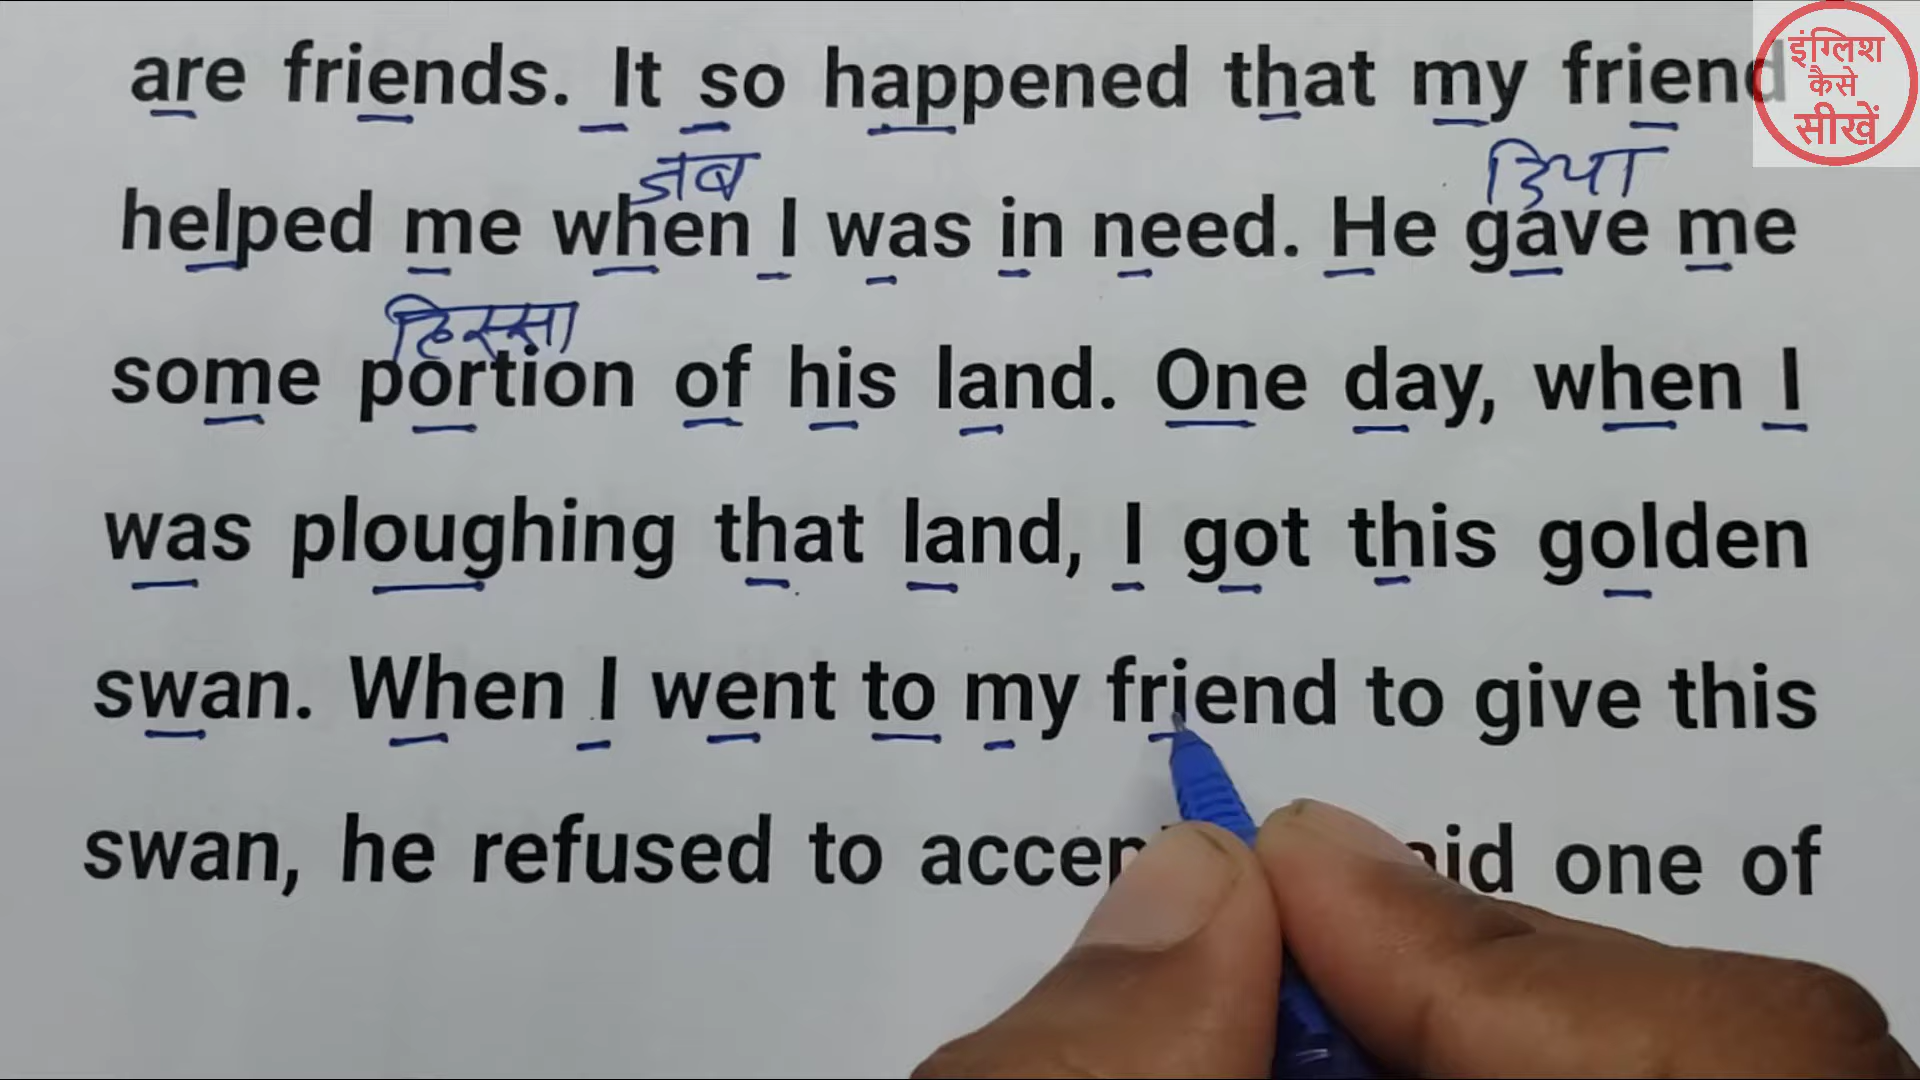 are friends. It so happened that my friend
इंग्लिश
कैसे
सीखें
जब दिया
helped me when I was in need. He gave me
हिस्सा
some portion of his land. One day, when I
was ploughing that land, I got this golden
swan. When I went to my friend to give this
swan, he refused to one of